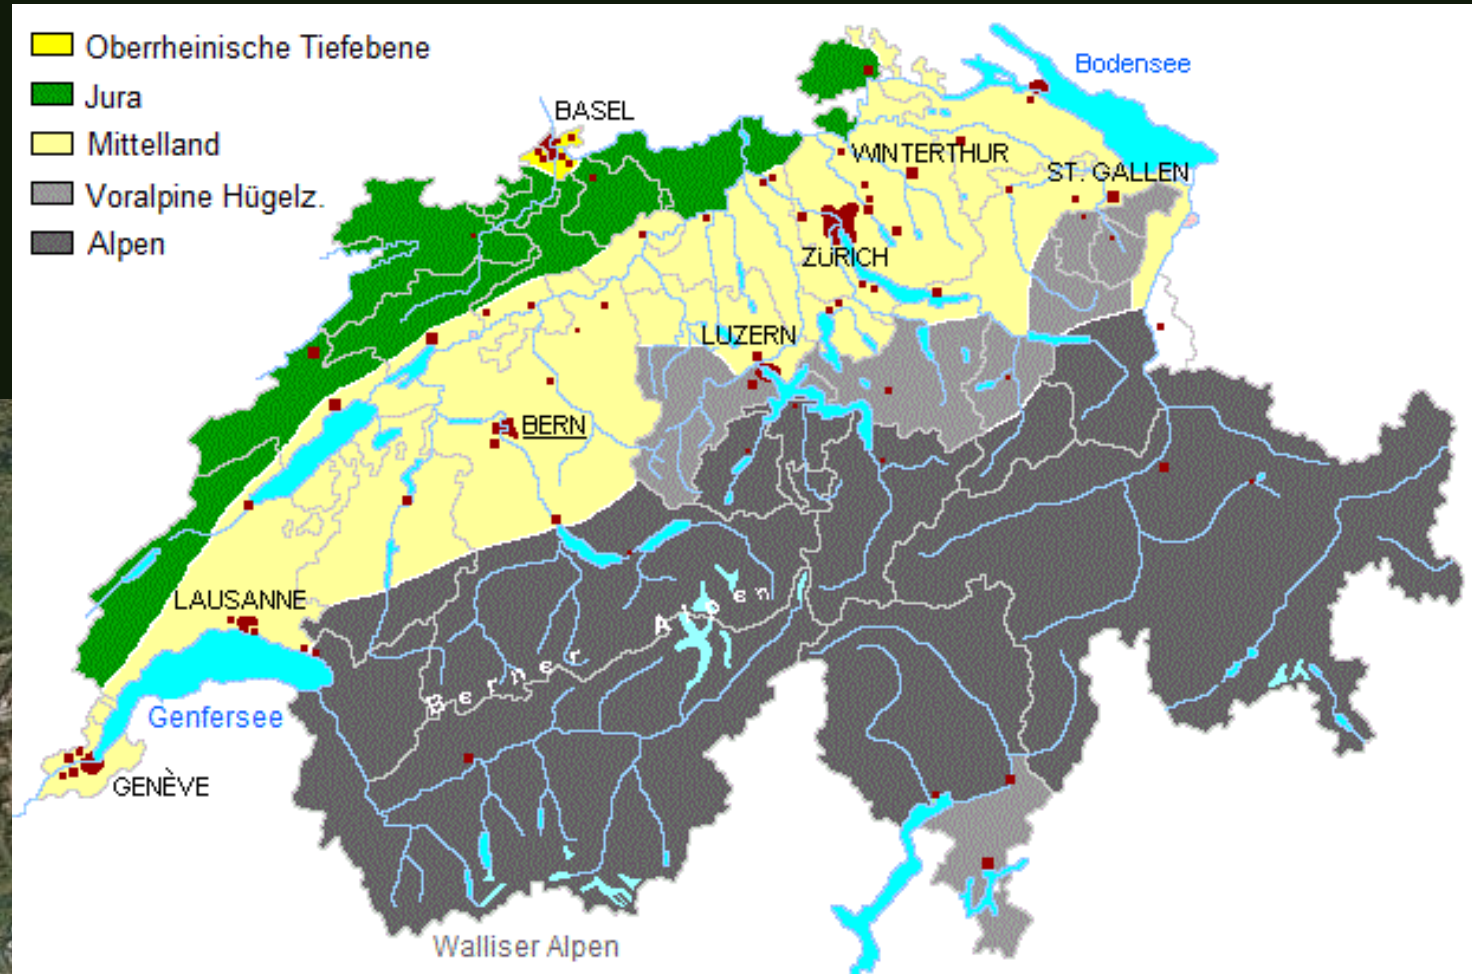 Oberrheinische Tiefebene
Jura
Mittelland
Voralpine Hügelz.
Alpen
Bodensee
BASEL
WINTERTHUR
ST. GALLEN
ZÜRICH
LUZERN
BERN
LAUSANNE
Berner Alpen
Genfersee
GENÈVE
Walliser Alpen